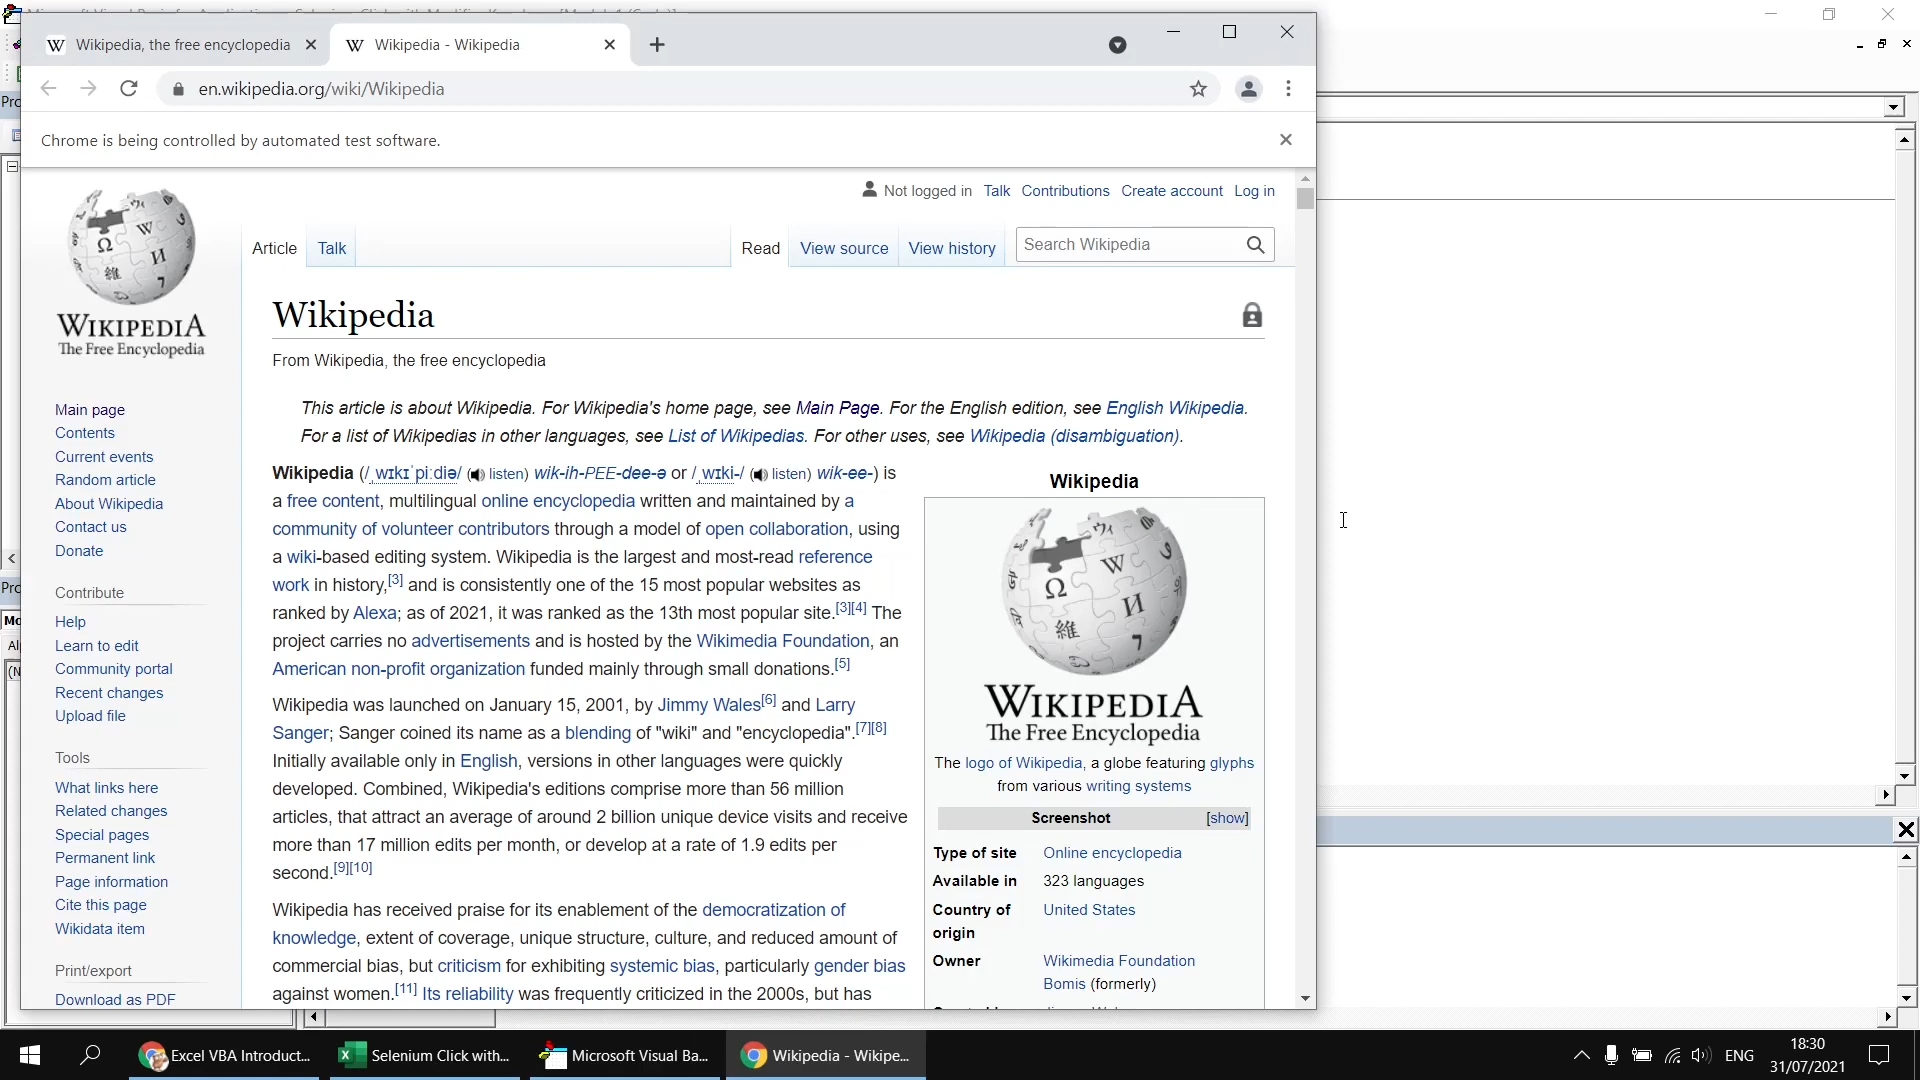 Wikipedia, the free encyclopedia
Wikipedia - Wikipedia
en.wikipedia.org/wiki/Wikipedia
Chrome is being controlled by automated test software.
Not logged in Talk Contributions Create account Log in
Article Talk Read View source View history Search Wikipedia
WIKIPEDIA
The Free Encyclopedia
Main page
Contents
Current events
Random article
About Wikipedia
Contact us
Donate
Contribute
Help
Learn to edit
Community portal
Recent changes
Upload file
Tools
What links here
Related changes
Special pages
Permanent link
Page information
Cite this page
Wikidata item
Print/export
Download as PDF
Wikipedia
From Wikipedia, the free encyclopedia
This article is about Wikipedia. For Wikipedia's home page, see Main Page. For the English edition, see English Wikipedia.
For a list of Wikipedias in other languages, see List of Wikipedias. For other uses, see Wikipedia (disambiguation).
Wikipedia (/ˌwɪkɪˈpiːdiə/ (listen) wik-ih-PEE-dee-ə or /ˌwɪki-/ (listen) wik-ee-) is
a free content, multilingual online encyclopedia written and maintained by a
community of volunteer contributors through a model of open collaboration, using
a wiki-based editing system. Wikipedia is the largest and most-read reference
work in history,[3] and is consistently one of the 15 most popular websites as
ranked by Alexa; as of 2021, it was ranked as the 13th most popular site.[3][4] The
project carries no advertisements and is hosted by the Wikimedia Foundation, an
American non-profit organization funded mainly through small donations.[5]
Wikipedia was launched on January 15, 2001, by Jimmy Wales[6] and Larry
Sanger; Sanger coined its name as a blending of "wiki" and "encyclopedia".[7][8]
Initially available only in English, versions in other languages were quickly
developed. Combined, Wikipedia's editions comprise more than 56 million
articles, that attract an average of around 2 billion unique device visits and receive
more than 17 million edits per month, or develop at a rate of 1.9 edits per
second.[9][10]
Wikipedia has received praise for its enablement of the democratization of
knowledge, extent of coverage, unique structure, culture, and reduced amount of
commercial bias, but criticism for exhibiting systemic bias, particularly gender bias
against women.[11] Its reliability was frequently criticized in the 2000s, but has
Wikipedia
WIKIPEDIA
The Free Encyclopedia
The logo of Wikipedia, a globe featuring glyphs
from various writing systems
Screenshot [show]
Type of site Online encyclopedia
Available in 323 languages
Country of origin United States
Owner Wikimedia Foundation
Bomis (formerly)
Excel VBA Introduct...
Selenium Click with...
Microsoft Visual Ba...
Wikipedia - Wikipe...
ENG
18:30
31/07/2021